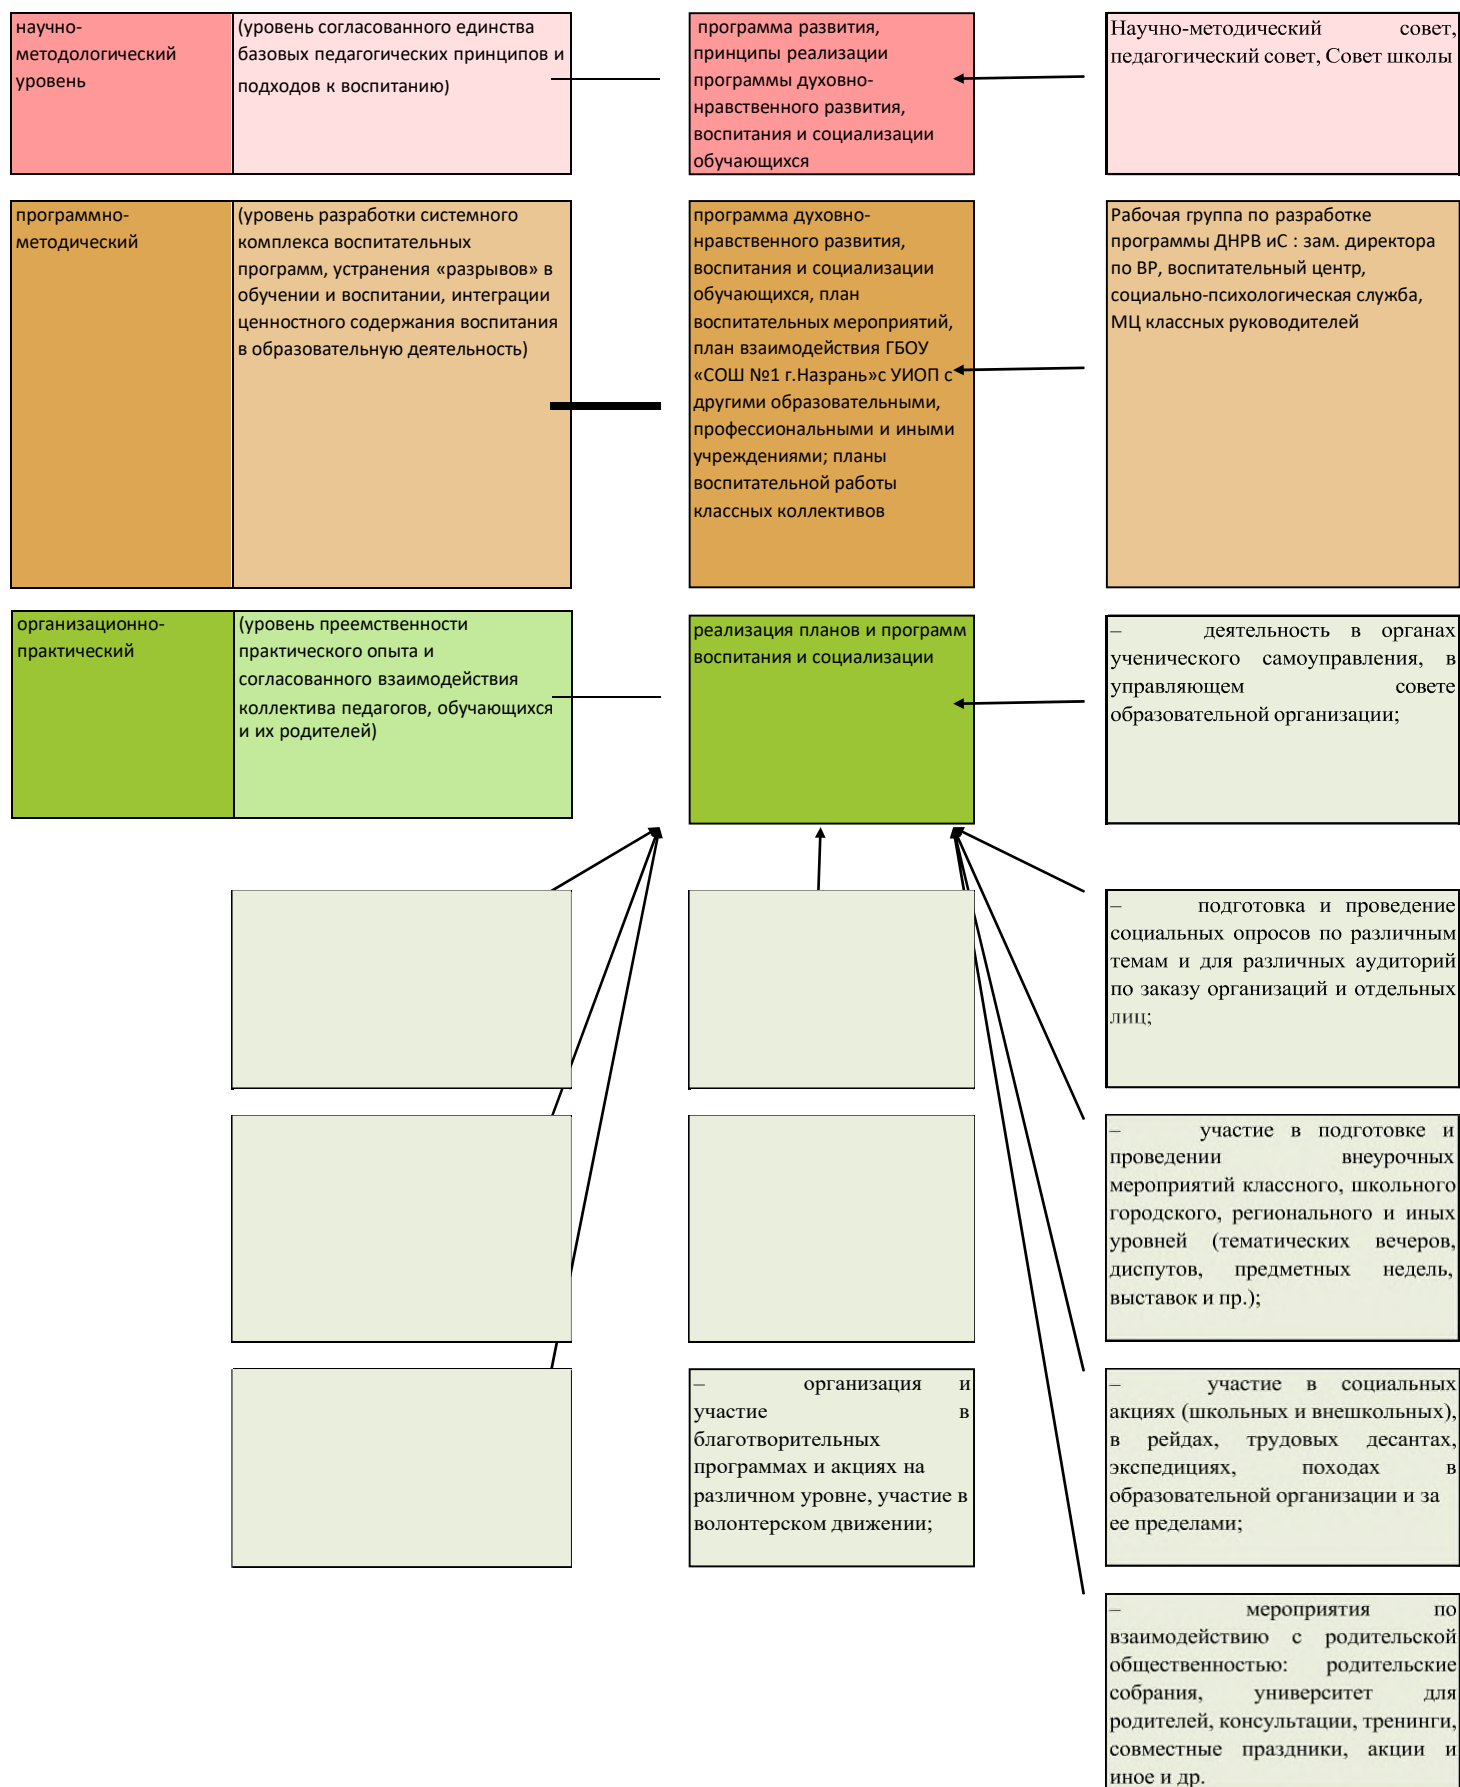 научно-
методологический
уровень
(уровень согласованного единства
базовых педагогических принципов и
подходов к воспитанию)
программа развития,
принципы реализации
программы духовно-
нравственного развития,
воспитания и социализации
обучающихся
Научно-методический совет,
педагогический совет, Совет школы
программно-
методический
(уровень разработки системного
комплекса воспитательных
программ, устранения «разрывов» в
обучении и воспитании, интеграции
ценностного содержания воспитания
в образовательную деятельность)
программа духовно-
нравственного развития,
воспитания и социализации
обучающихся, план
воспитательных мероприятий,
план взаимодействия ГБОУ
«СОШ №1 г.Назрань»с УИОП с
другими образовательными,
профессиональными и иными
учреждениями; планы
воспитательной работы
классных коллективов
Рабочая группа по разработке
программы ДНРВ иС : зам. директора
по ВР, воспитательный центр,
социально-психологическая служба,
МЦ классных руководителей
организационно-
практический
(уровень преемственности
практического опыта и
согласованного взаимодействия
коллектива педагогов, обучающихся
и их родителей)
реализация планов и программ
воспитания и социализации
– деятельность в органах
ученического самоуправления, в
управляющем совете
образовательной организации;
– подготовка и проведение
социальных опросов по различным
темам и для различных аудиторий
по заказу организаций и отдельных
лиц;
– участие в подготовке и
проведении внеурочных
мероприятий классного, школьного
городского, регионального и иных
уровней (тематических вечеров,
диспутов, предметных недель,
выставок и пр.);
– организация и
участие в
благотворительных
программах и акциях на
различном уровне, участие в
волонтерском движении;
– участие в социальных
акциях (школьных и внешкольных),
в рейдах, трудовых десантах,
экспедициях, походах в
образовательной организации и за
ее пределами;
– мероприятия по
взаимодействию с родительской
общественностью: родительские
собрания, университет для
родителей, консультации, тренинги,
совместные праздники, акции и
иное и др.